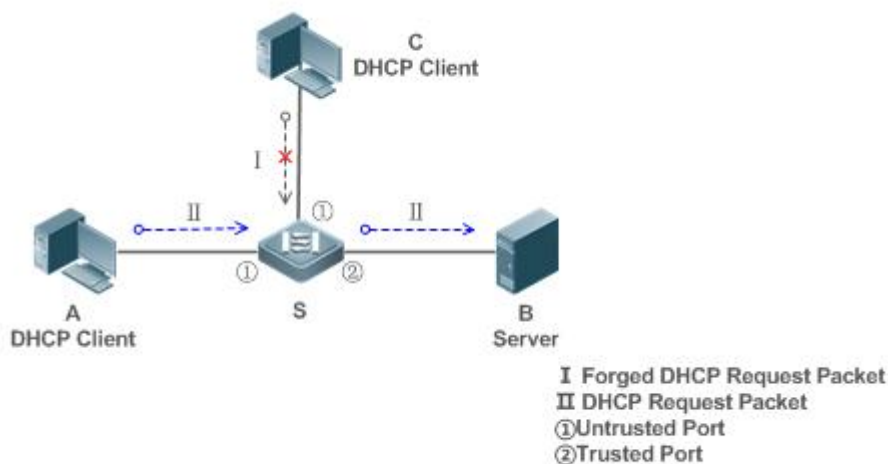 C
DHCP Client
I
①
II
II
①
②
A
DHCP Client
S
B
Server
I Forged DHCP Request Packet
II DHCP Request Packet
①Untrusted Port
②Trusted Port